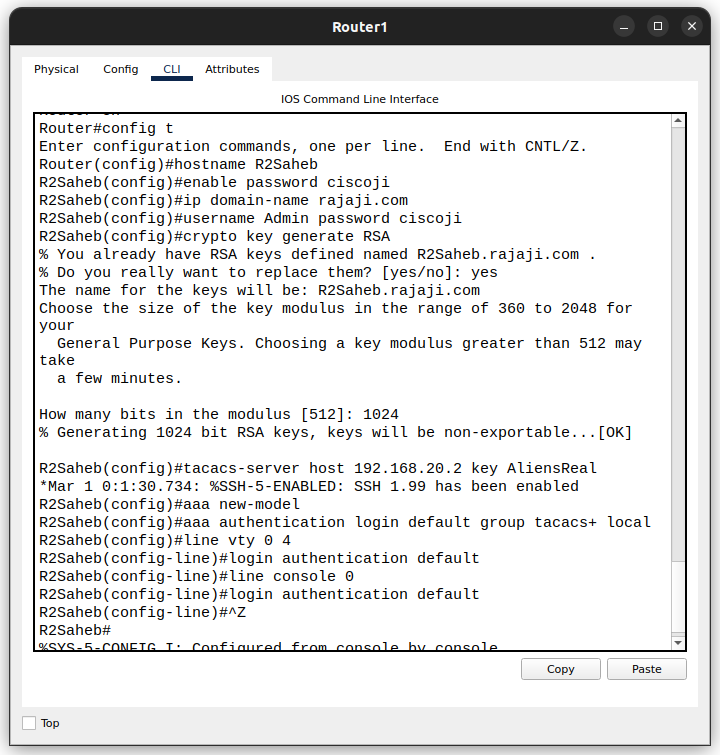 Router1
Physical Config CLI Attributes
IOS Command Line Interface
Router#config t
Enter configuration commands, one per line.  End with CNTL/Z.
Router(config)#hostname R2Saheb
R2Saheb(config)#enable password ciscoji
R2Saheb(config)#ip domain-name rajaji.com
R2Saheb(config)#username Admin password ciscoji
R2Saheb(config)#crypto key generate RSA
% You already have RSA keys defined named R2Saheb.rajaji.com .
% Do you really want to replace them? [yes/no]: yes
The name for the keys will be: R2Saheb.rajaji.com
Choose the size of the key modulus in the range of 360 to 2048 for
your
  General Purpose Keys. Choosing a key modulus greater than 512 may
take
  a few minutes.
How many bits in the modulus [512]: 1024
% Generating 1024 bit RSA keys, keys will be non-exportable...[OK]
R2Saheb(config)#tacacs-server host 192.168.20.2 key AliensReal
*Mar 1 0:1:30.734: %SSH-5-ENABLED: SSH 1.99 has been enabled
R2Saheb(config)#aaa new-model
R2Saheb(config)#aaa authentication login default group tacacs+ local
R2Saheb(config)#line vty 0 4
R2Saheb(config-line)#login authentication default
R2Saheb(config-line)#line console 0
R2Saheb(config-line)#login authentication default
R2Saheb(config-line)#^Z
R2Saheb#
%SYS-5-CONFIG_I: Configured from console by console
Copy Paste
Top